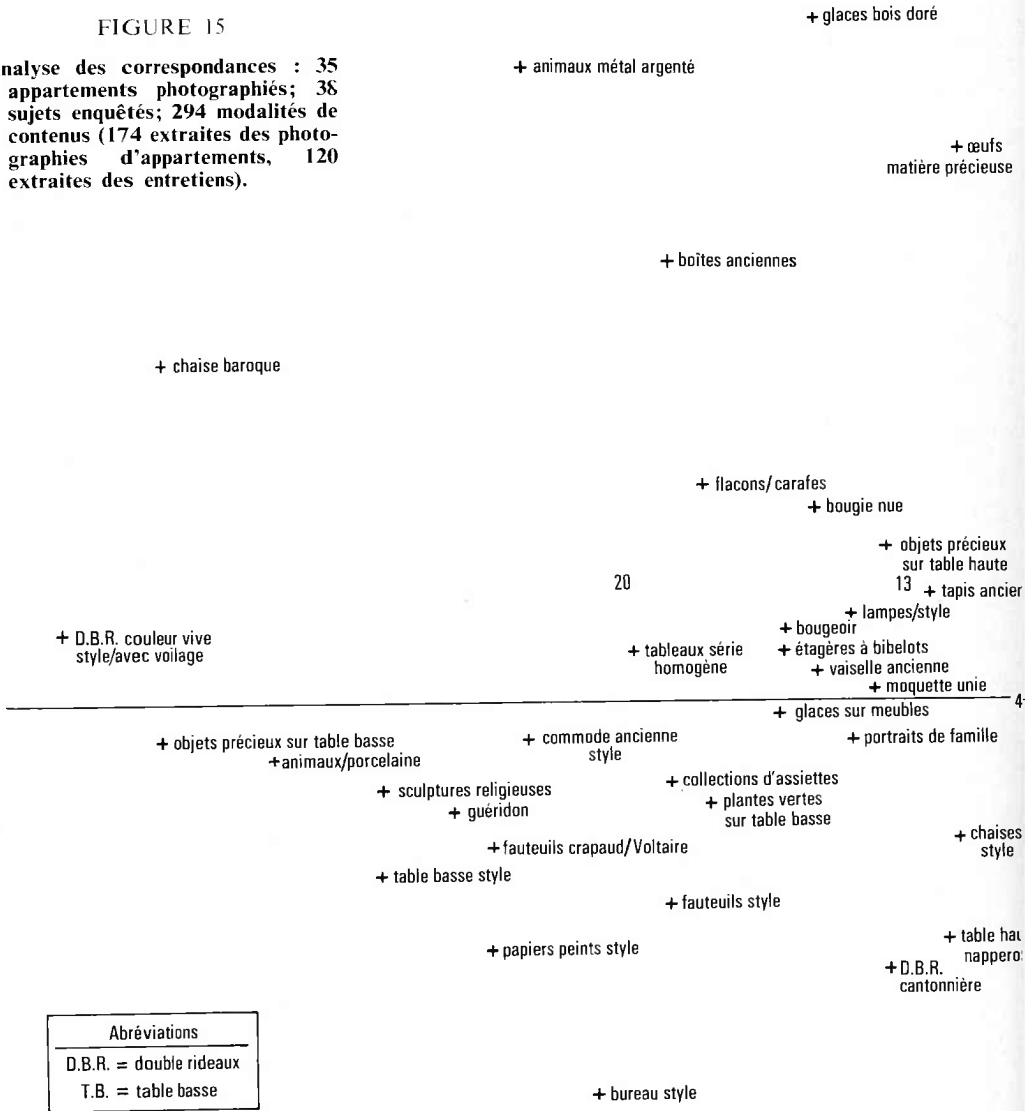 FIGURE 15
nalyse des correspondances : 35
appartements photographiés; 38
sujets enquêtés; 294 modalités de
contenus (174 extraites des photo-
graphies d'appartements, 120
extraites des entretiens).
+ glaces bois doré
+ animaux métal argenté
+ œufs
matière précieuse
+ boîtes anciennes
+ chaise baroque
+ flacons/carafes
+ bougie nue
+ objets précieux
sur table haute
20
13
+ tapis ancien
+ lampes/style
+ bougeoir
+ D.B.R. couleur vive
style/avec voilage
+ tableaux série
homogène
+ étagères à bibelots
+ vaiselle ancienne
+ moquette unie
4
+ glaces sur meubles
+ objets précieux sur table basse
+ commode ancienne
style
+ portraits de famille
+animaux/porcelaine
+ sculptures religieuses
+ collections d'assiettes
+ guéridon
+ plantes vertes
sur table basse
+ chaises
style
+fauteuils crapaud/Voltaire
+ table basse style
+ fauteuils style
+ papiers peints style
+ table hau
nappero
+D.B.R.
cantonnière
Abréviations
D.B.R. = double rideaux
T.B. = table basse
+ bureau style